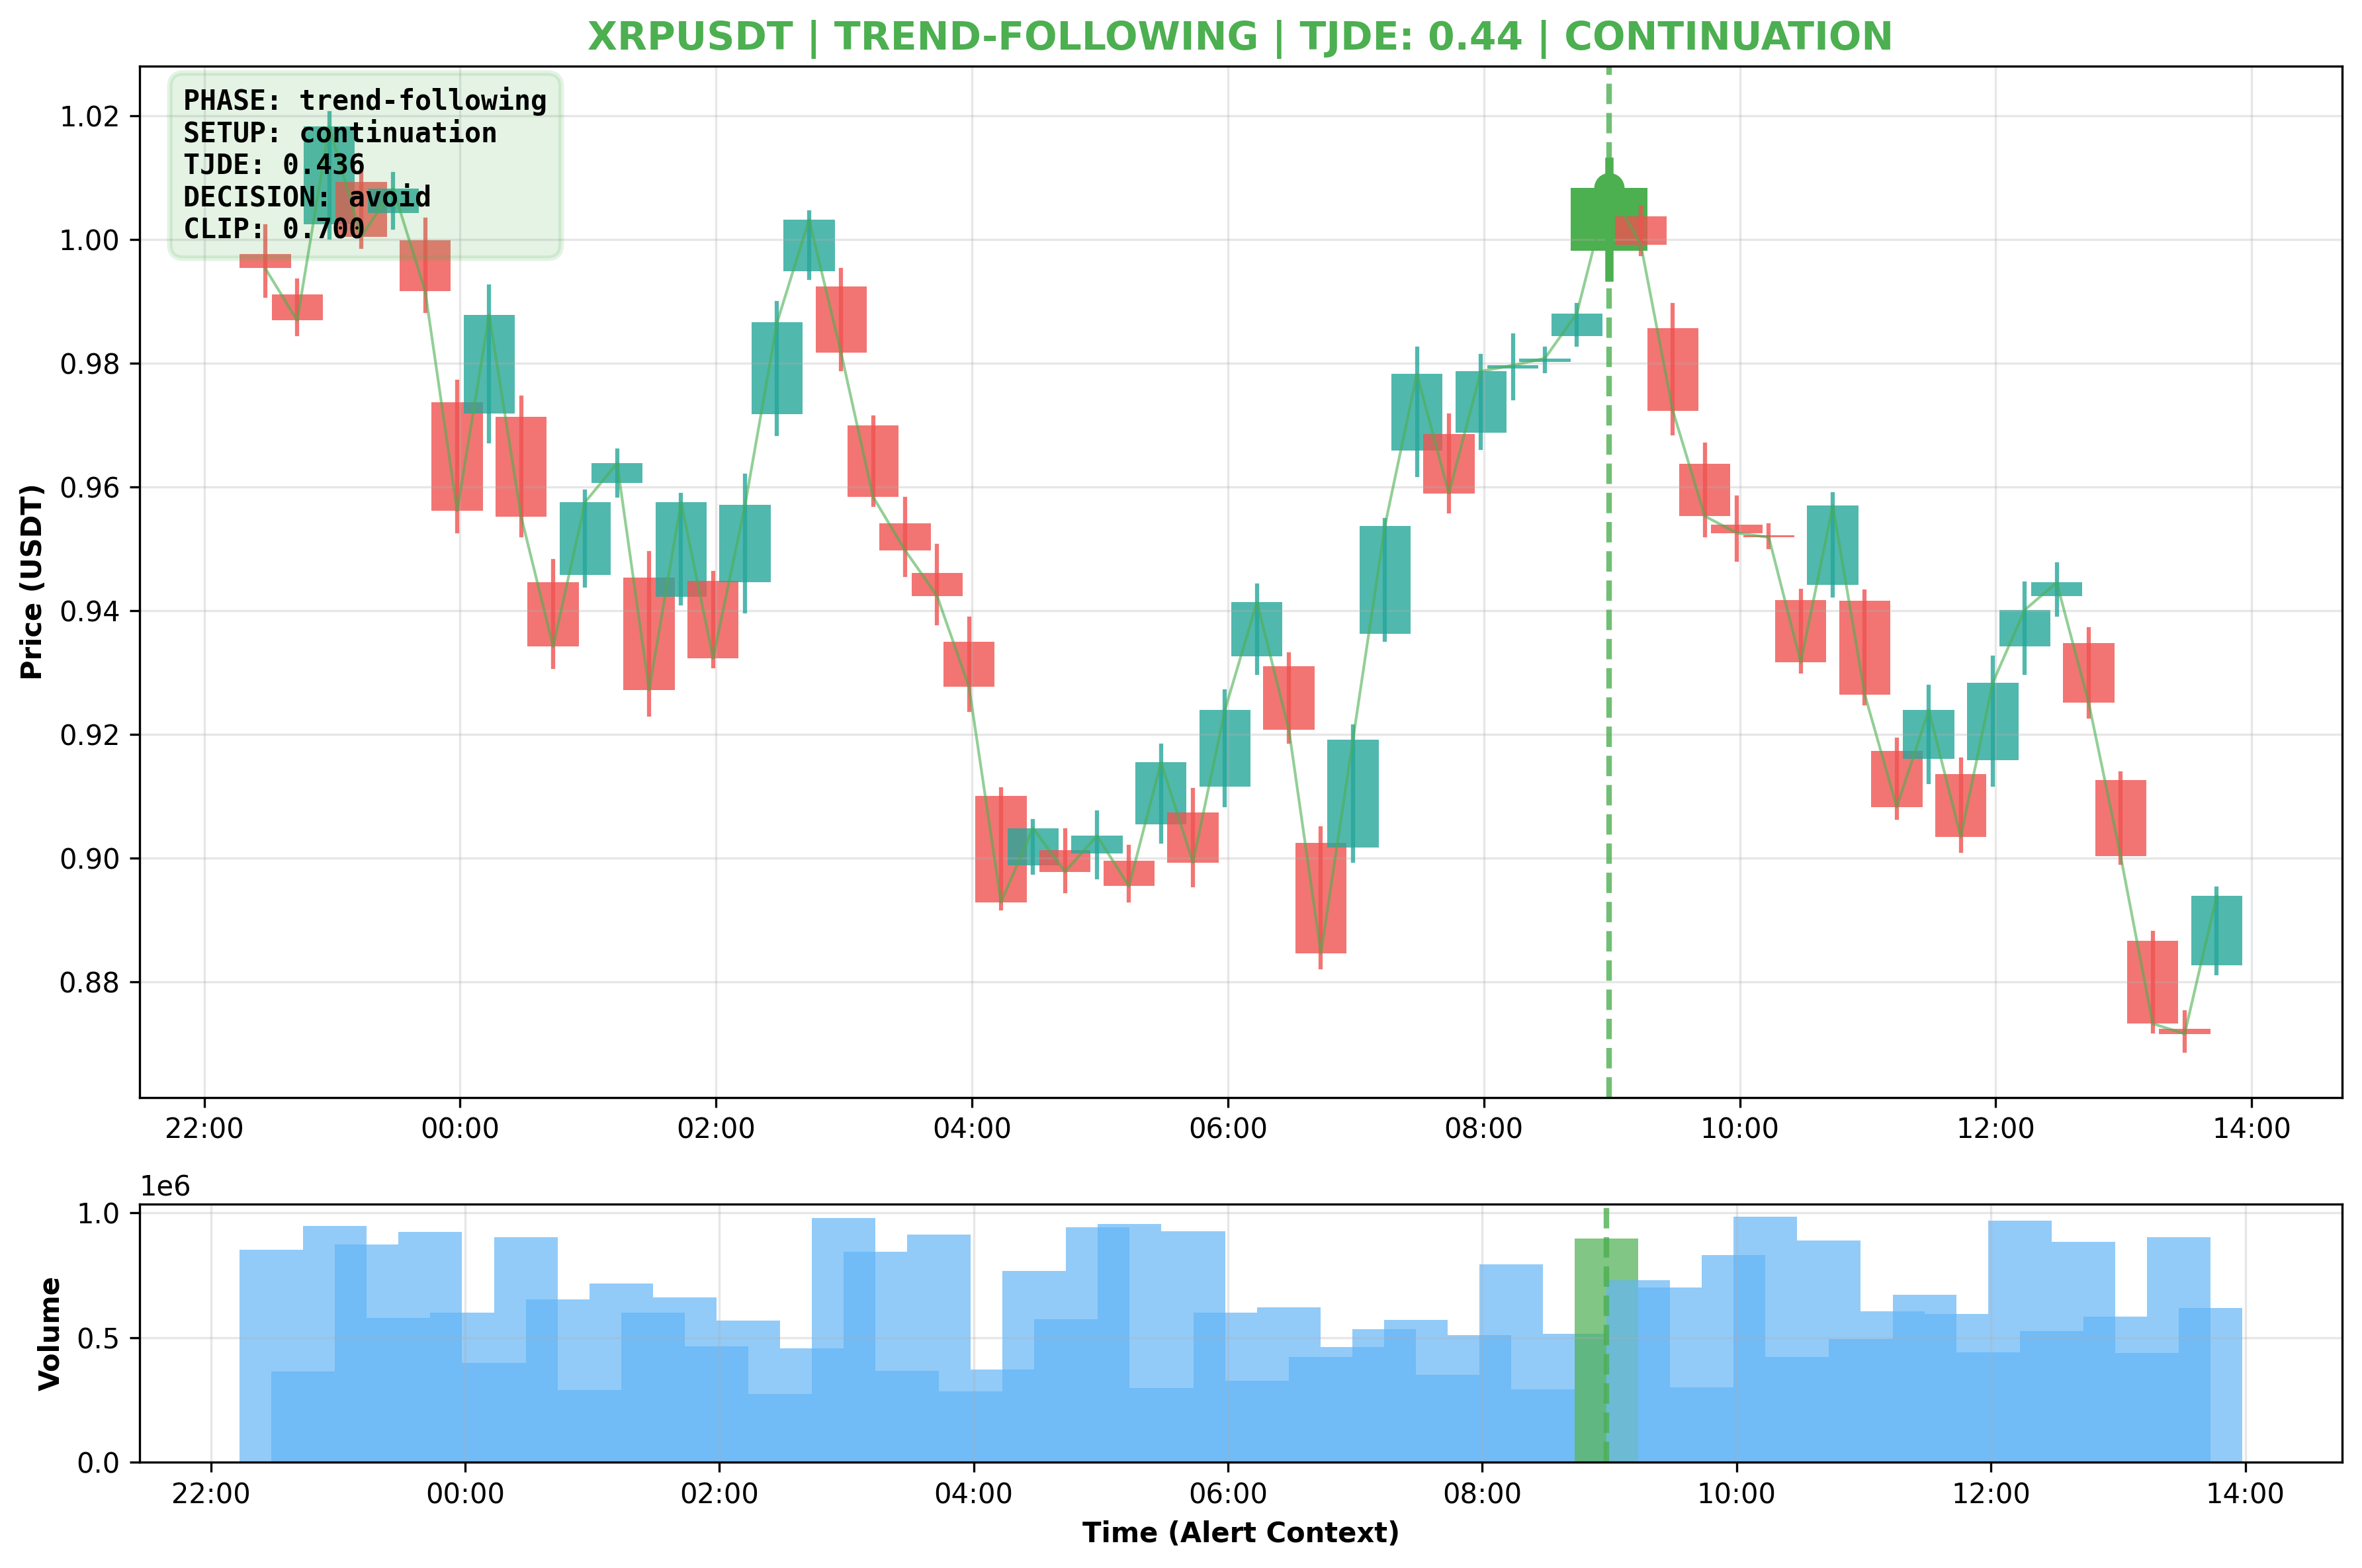 XRPUSDT | TREND-FOLLOWING | TJDE: 0.44 | CONTINUATION
PHASE: trend-following
SETUP: continuation
TJDE: 0.436
DECISION: avoid
CLIP: 0.700
Price (USDT)
1.02
1.00
0.98
0.96
0.94
0.92
0.90
0.88
22:00 00:00 02:00 04:00 06:00 08:00 10:00 12:00 14:00
1e6
Volume
1.0
0.5
0.0
22:00 00:00 02:00 04:00 06:00 08:00 10:00 12:00 14:00
Time (Alert Context)